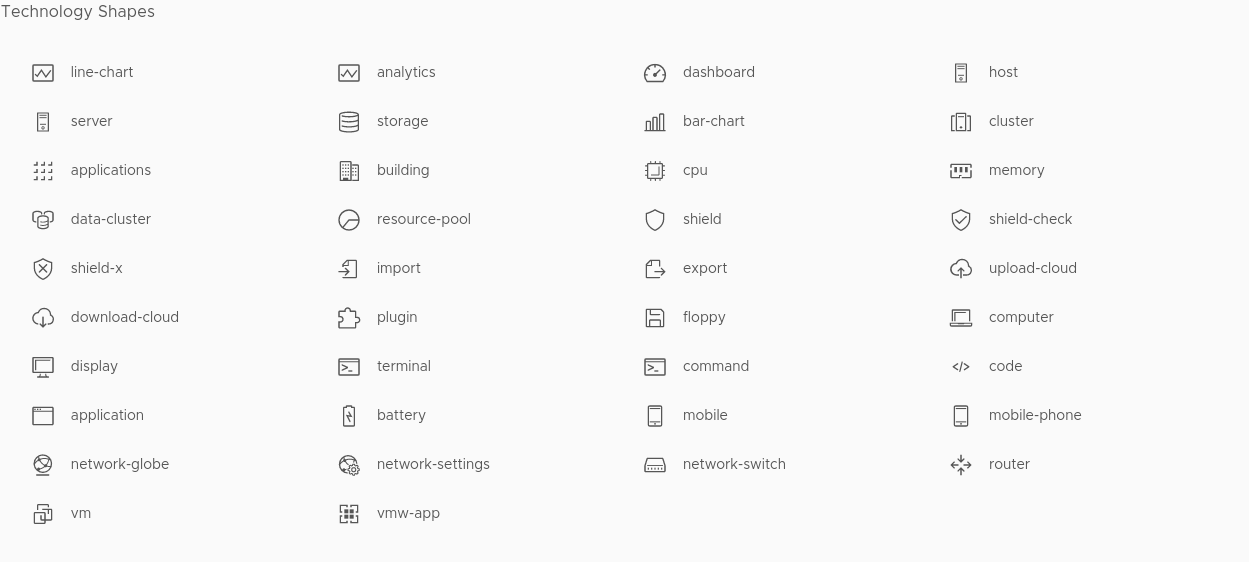 Technology Shapes
line-chart analytics dashboard host
server storage bar-chart cluster
applications building cpu memory
data-cluster resource-pool shield shield-check
shield-x import export upload-cloud
download-cloud plugin floppy computer
display terminal command code
application battery mobile mobile-phone
network-globe network-settings network-switch router
vm vmw-app